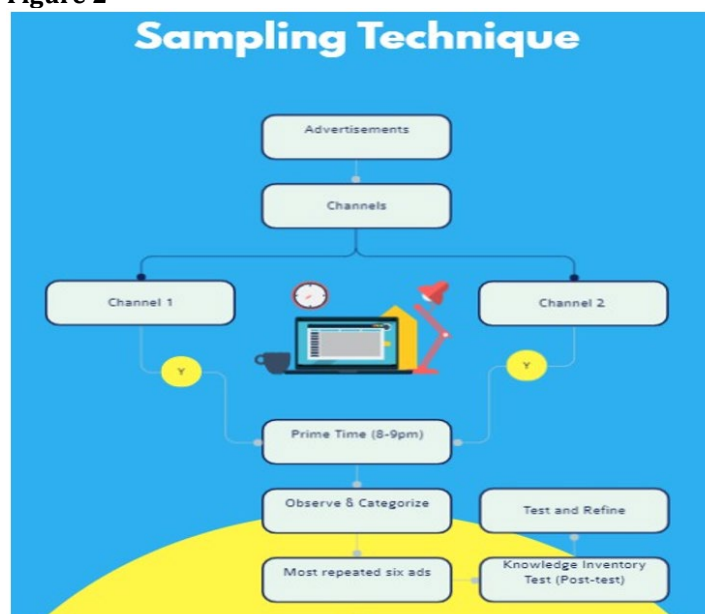 Figure 2
Sampling Technique
Advertisements
Channels
Channel 1
Channel 2
Y
Y
Prime Time (8-9pm)
Observe & Categorize
Test and Refine
Most repeated six ads
Knowledge Inventory
Test (Post-test)